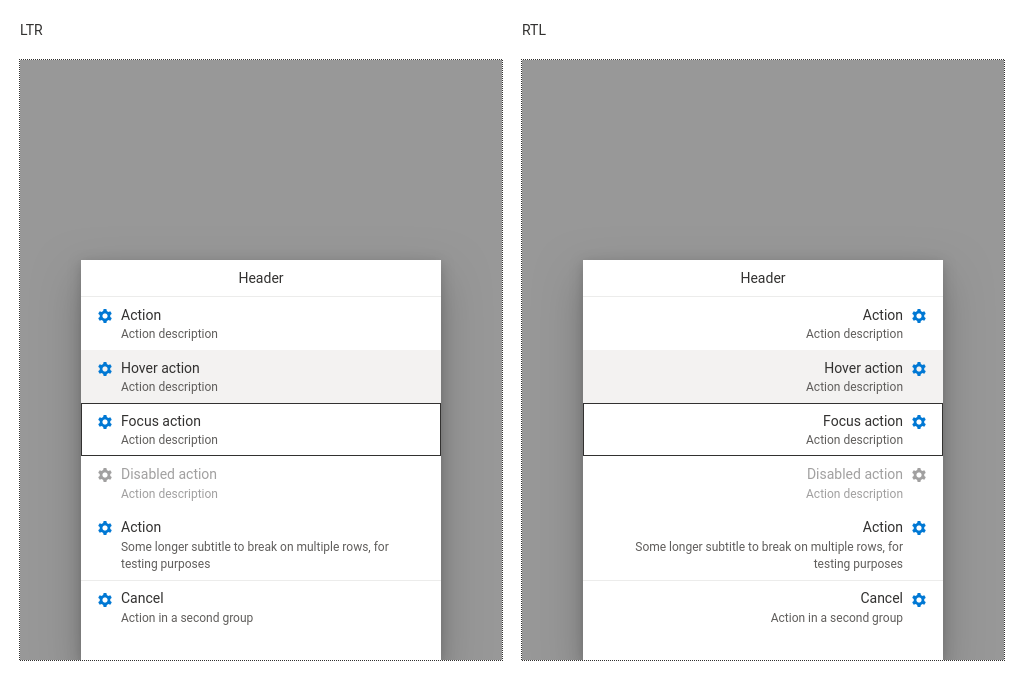 LTR
Header
Action
Action description
Hover action
Action description
Focus action
Action description
Disabled action
Action description
Action
Some longer subtitle to break on multiple rows, for
testing purposes
Cancel
Action in a second group
RTL
Header
Action
Action description
Hover action
Action description
Focus action
Action description
Disabled action
Action description
Action
Some longer subtitle to break on multiple rows, for
testing purposes
Cancel
Action in a second group